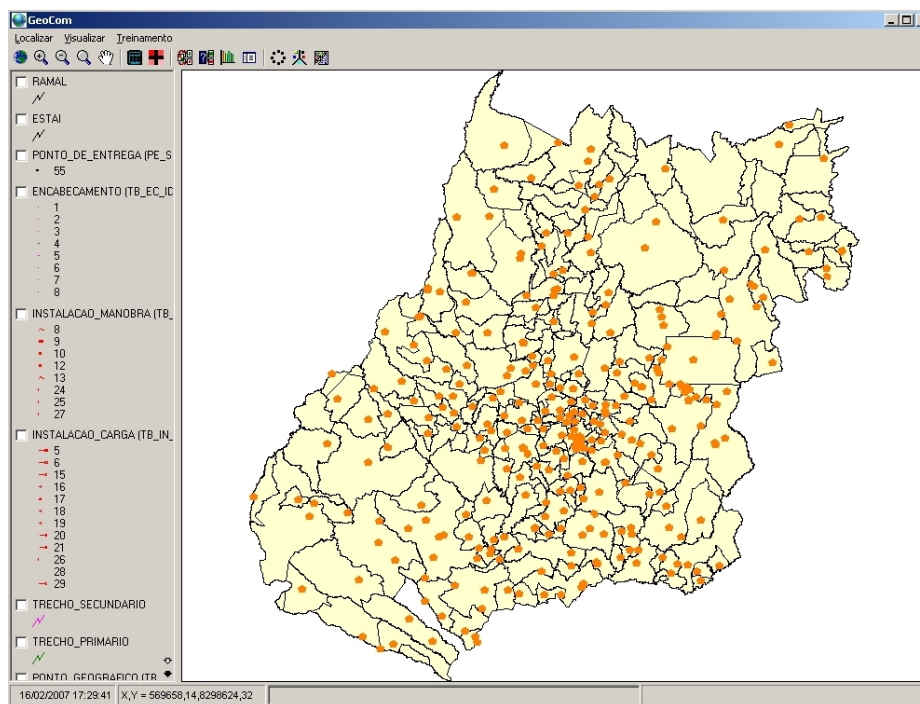 GeoCom
Localizar Visualizar Treinamento
RAMAL
ESTAI
PONTO_DE_ENTREGA (PE_S
55
ENCABECAMENTO (TB_EC_ID
1
2
3
4
5
6
7
8
INSTALACAO_MANOBRA (TB_
8
9
10
12
13
24
25
27
INSTALACAO_CARGA (TB_IN_
5
6
15
16
17
18
19
20
21
26
28
29
TRECHO_SECUNDARIO
TRECHO_PRIMARIO
PONTO_GEOGRAFICO (TB
16/02/2007 17:29:41 X,Y = 569658,14,8298624,32